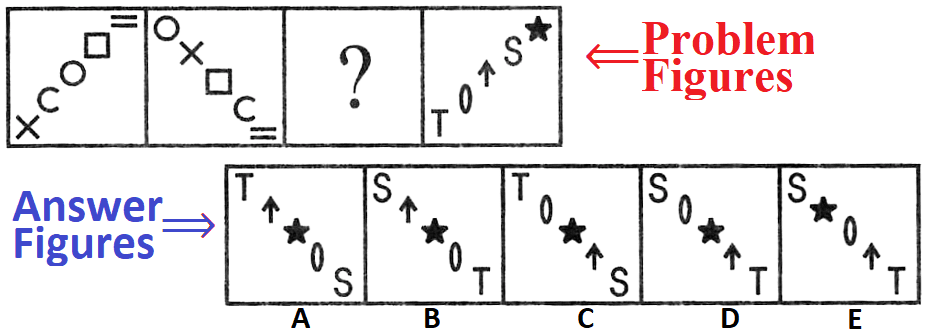 X C O = 
O X C =
?
T 0 ↑ S ★
⇐ Problem
Figures
Answer
Figures ⇒
T ↑ ★ 0 S
S ↑ ★ 0 T
T 0 ★ ↑ S
S 0 ★ ↑ T
S ★ 0 ↑ T
A B C D E